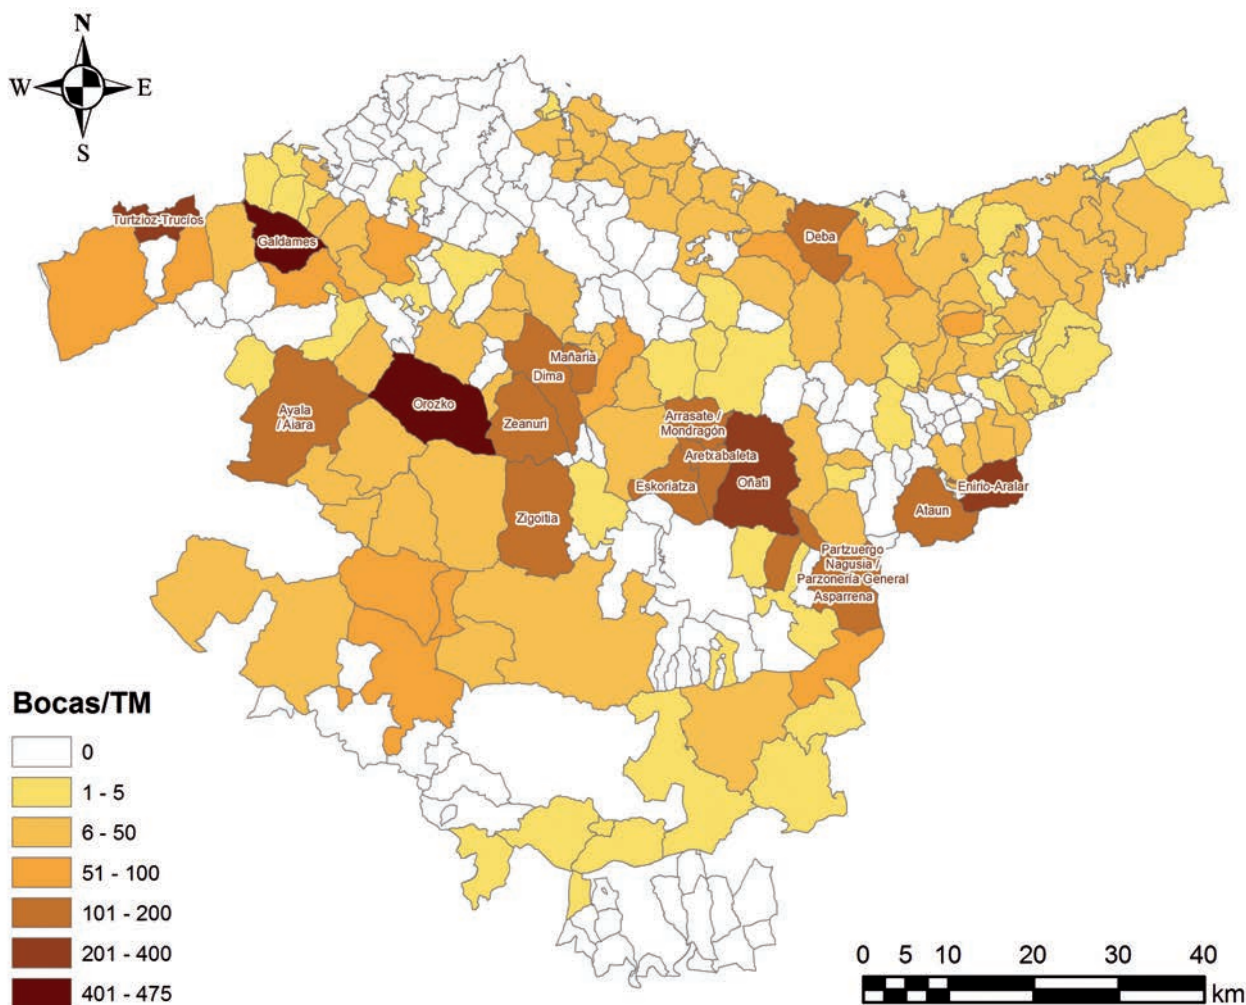 N
W
E
S
Turtzioz-Trucíos
Galdames
Deba
Mañaria
Dima
Orozko
Ayala
/ Aiara
Zeanuri
Arrasate /
Mondragón
Aretxabaleta
Eskoriatza
Oñati
Enirio-Aralar
Zigoitia
Ataun
Partzuergo
Nagusia /
Parzonería General
Asparrena
Bocas/TM
0
1 - 5
6 - 50
51 - 100
101 - 200
201 - 400
401 - 475
0 5 10 20 30 40
km